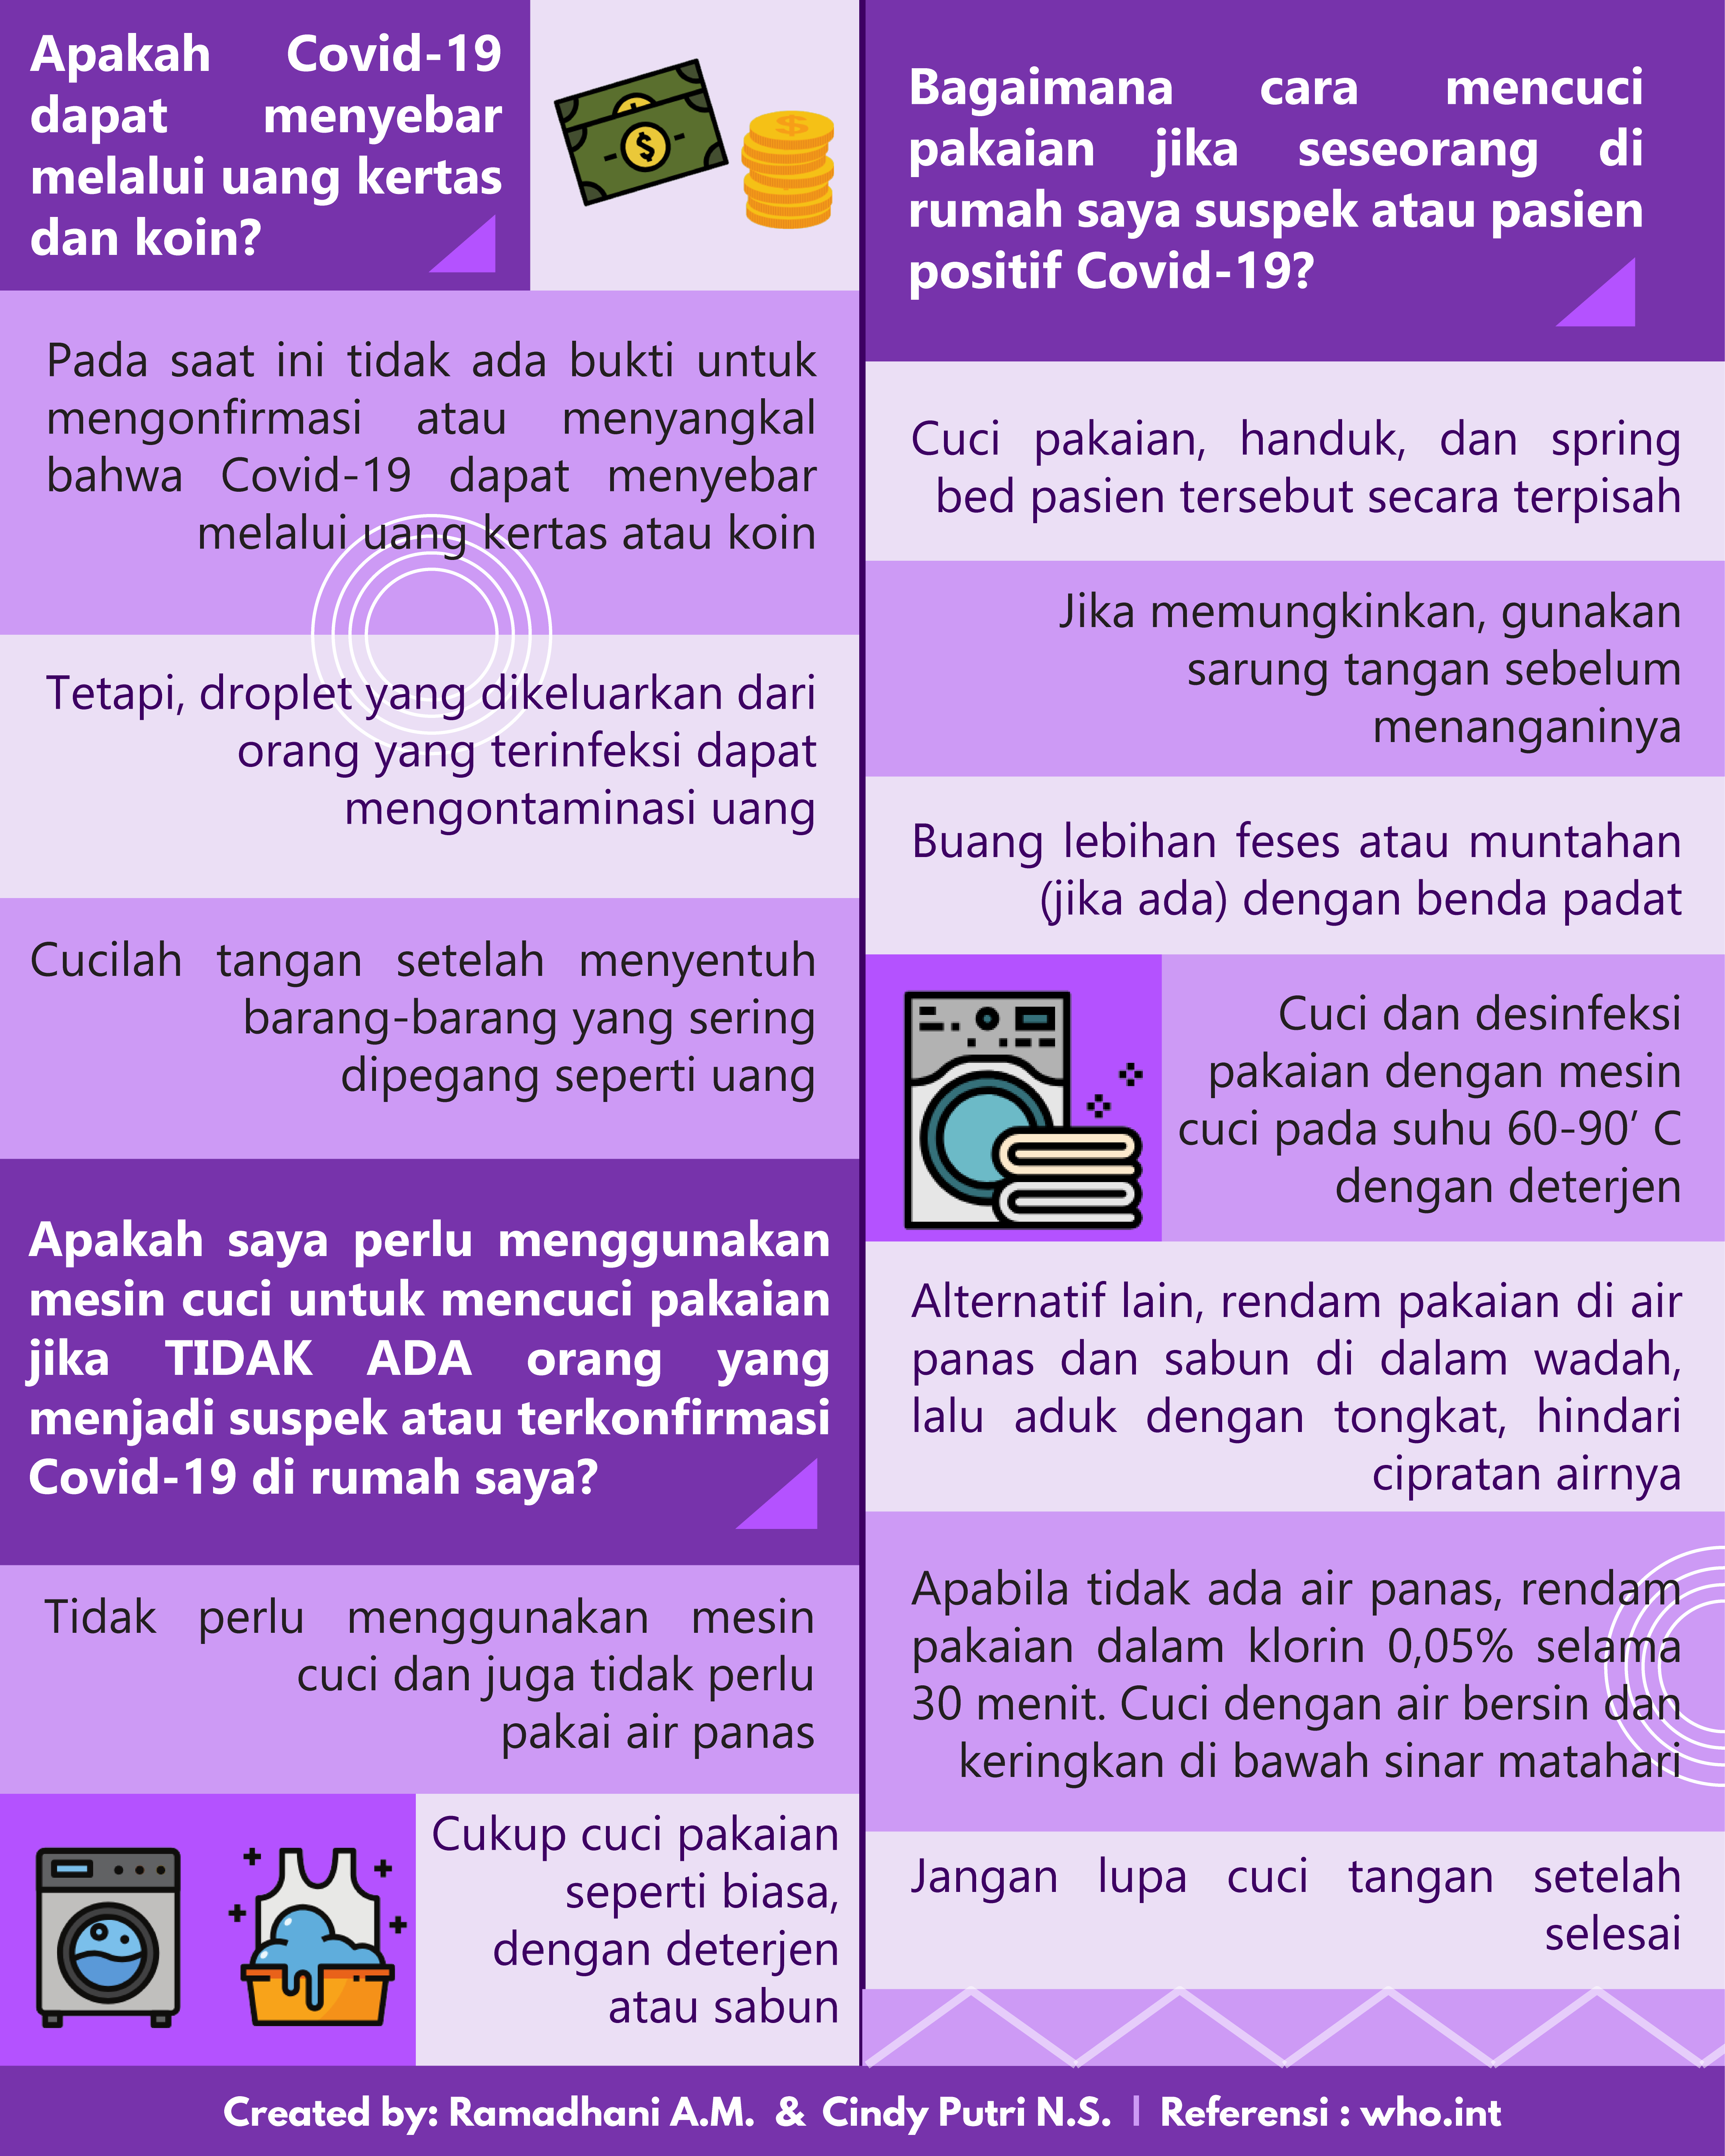 Apakah Covid-19
dapat menyebar
melalui uang kertas
dan koin?
Pada saat ini tidak ada bukti untuk
mengonfirmasi atau menyangkal
bahwa Covid-19 dapat menyebar
melalui uang kertas atau koin
Tetapi, droplet yang dikeluarkan dari
orang yang terinfeksi dapat
mengontaminasi uang
Cucilah tangan setelah menyentuh
barang-barang yang sering
dipegang seperti uang
Apakah saya perlu menggunakan
mesin cuci untuk mencuci pakaian
jika TIDAK ADA orang yang
menjadi suspek atau terkonfirmasi
Covid-19 di rumah saya?
Tidak perlu menggunakan mesin
cuci dan juga tidak perlu
pakai air panas
Cukup cuci pakaian
seperti biasa,
dengan deterjen
atau sabun
Bagaimana cara mencuci
pakaian jika seseorang di
rumah saya suspek atau pasien
positif Covid-19?
Cuci pakaian, handuk, dan spring
bed pasien tersebut secara terpisah
Jika memungkinkan, gunakan
sarung tangan sebelum
menanganinya
Buang lebihan feses atau muntahan
(jika ada) dengan benda padat
Cuci dan desinfeksi
pakaian dengan mesin
cuci pada suhu 60-90’ C
dengan deterjen
Alternatif lain, rendam pakaian di air
panas dan sabun di dalam wadah,
lalu aduk dengan tongkat, hindari
cipratan airnya
Apabila tidak ada air panas, rendam
pakaian dalam klorin 0,05% selama
30 menit. Cuci dengan air bersin dan
keringkan di bawah sinar matahari
Jangan lupa cuci tangan setelah
selesai
Created by: Ramadhani A.M. & Cindy Putri N.S. | Referensi : who.int